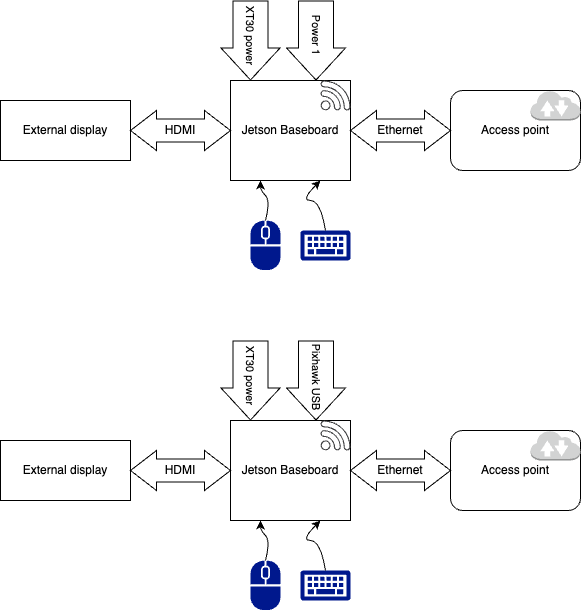 XT30 power
Power 1
External display
HDMI
Jetson Baseboard
Ethernet
Access point
XT30 power
Pixhawk USB
External display
HDMI
Jetson Baseboard
Ethernet
Access point